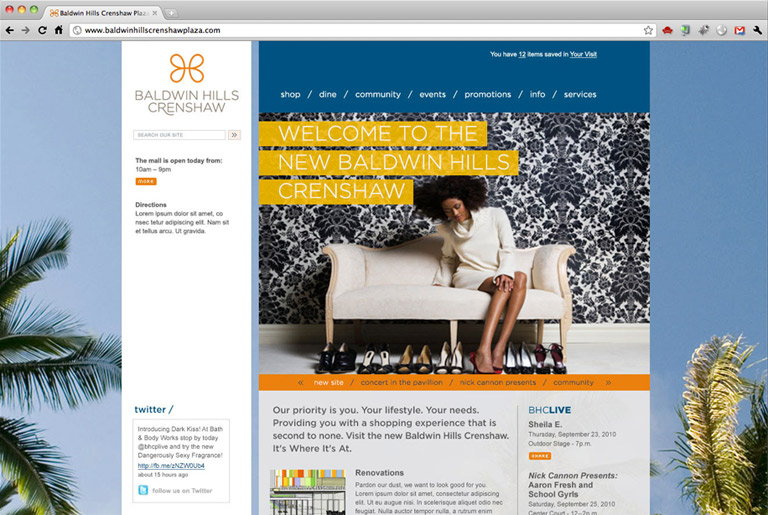 Baldwin Hills Crenshaw Plaza
www.baldwinhillscrenshawplaza.com
You have 12 items saved in Your Visit
shop / dine / community / events / promotions / info / services
BALDWIN HILLS
CRENSHAW
SEARCH OUR SITE »
The mall is open today from:
10am – 9pm
MORE
Directions
Lorem ipsum dolor sit amet, co
nsec tetur adipiscing elit. Nam sit
et tellus arcu. Ut gravida.
WELCOME TO THE
NEW BALDWIN HILLS
CRENSHAW
« new site / concert in the pavillion / nick cannon presents / community »
twitter /
Introducing Dark Kiss! At Bath
& Body Works stop by today
@bhcplive and try the new
Dangerously Sexy Fragrance!
http://fb.me/zNZW0Ub4
about 15 hours ago
follow us on Twitter
Our priority is you. Your lifestyle. Your needs.
Providing you with a shopping experience that is
second to none. Visit the new Baldwin Hills Crenshaw.
It's Where It's At.
Renovations
Pardon our dust, we want to look good for you.
Lorem ipsum dolor sit amet, consectetur adipiscing
elit. Ut eu augue nisi. In scelerisque aliquet odio nec
feugiat. Nullam auctor tempus diam, a rutrum enim
BHCLIVE
Sheila E.
Thursday, September 23, 2010
Outdoor Stage - 7p.m.
SHARE
Nick Cannon Presents:
Aaron Fresh and
School Gyrls
Saturday, September 25, 2010
Center Court - 12–2p.m.